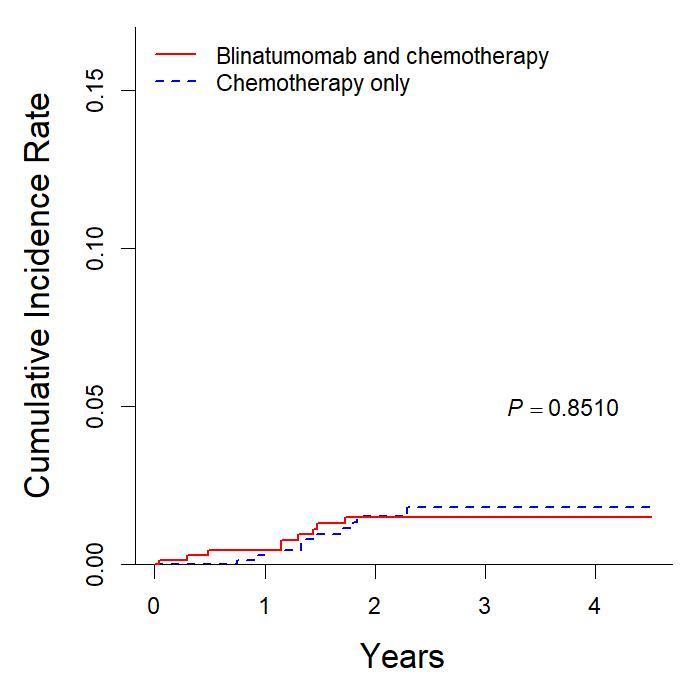 Blinatumomab and chemotherapy
Chemotherapy only
Cumulative Incidence Rate
0.15
0.10
0.05
0.00
P = 0.8510
0 1 2 3 4
Years